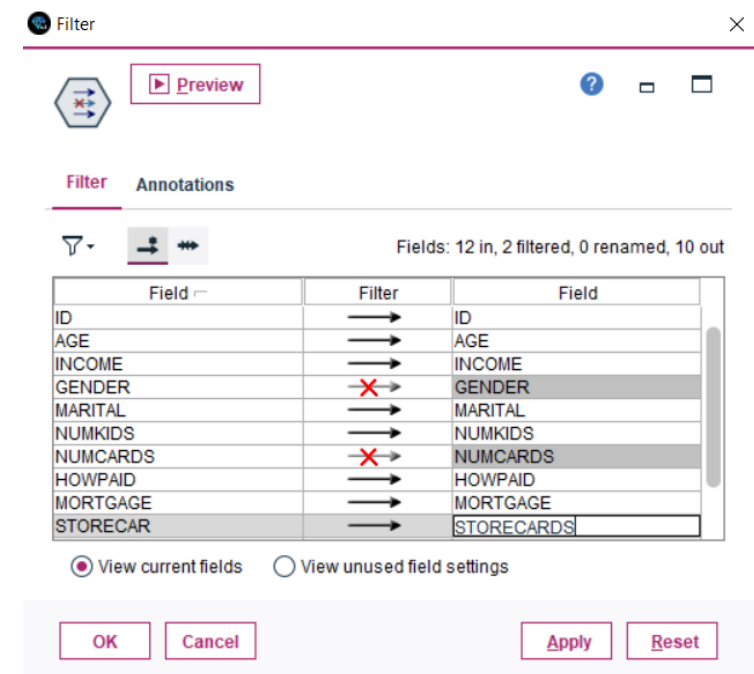 Filter
Preview
?
Filter Annotations
Fields: 12 in, 2 filtered, 0 renamed, 10 out
Field Filter Field
ID ID
AGE AGE
INCOME INCOME
GENDER GENDER
MARITAL MARITAL
NUMKIDS NUMKIDS
NUMCARDS NUMCARDS
HOWPAID HOWPAID
MORTGAGE MORTGAGE
STORECAR STORECARDS
View current fields View unused field settings
OK Cancel Apply Reset